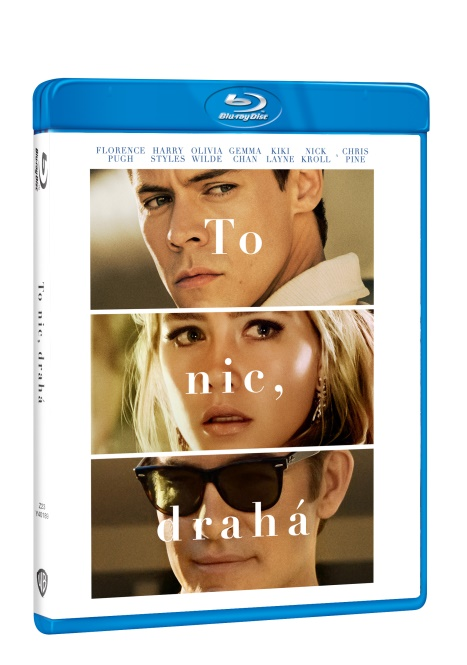 Blu-ray Disc
FLORENCE PUGH HARRY STYLES OLIVIA WILDE GEMMA CHAN KIKI LAYNE NICK KROLL CHRIS PINE
To
nic,
drahá
Blu-ray Disc
To nic, drahá
WB